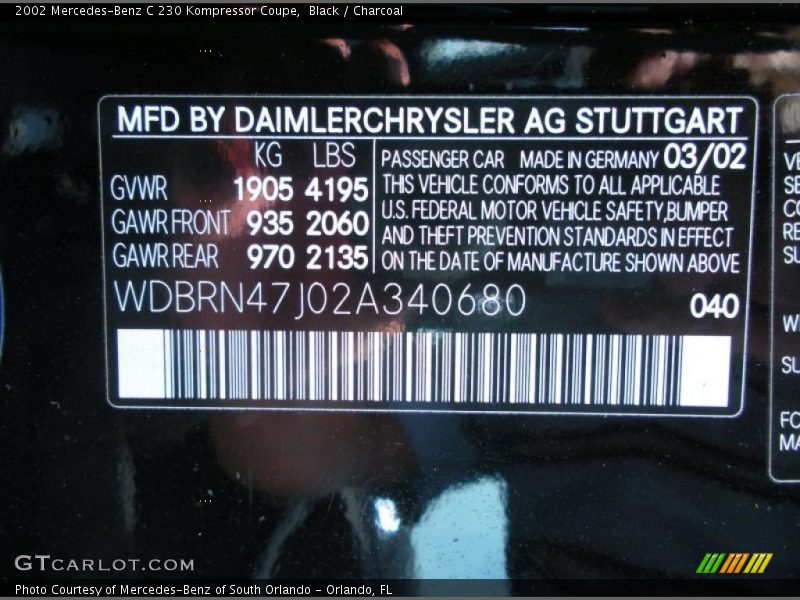 2002 Mercedes-Benz C 230 Kompressor Coupe,  Black / Charcoal
MFD BY DAIMLERCHRYSLER AG STUTTGART
KG LBS
GVWR 1905 4195
GAWR FRONT 935 2060
GAWR REAR 970 2135
PASSENGER CAR MADE IN GERMANY 03/02
THIS VEHICLE CONFORMS TO ALL APPLICABLE
U.S. FEDERAL MOTOR VEHICLE SAFETY,BUMPER
AND THEFT PREVENTION STANDARDS IN EFFECT
ON THE DATE OF MANUFACTURE SHOWN ABOVE
WDBRN47J02A340680 040
GTCARLOT.COM
Photo Courtesy of Mercedes-Benz of South Orlando - Orlando, FL